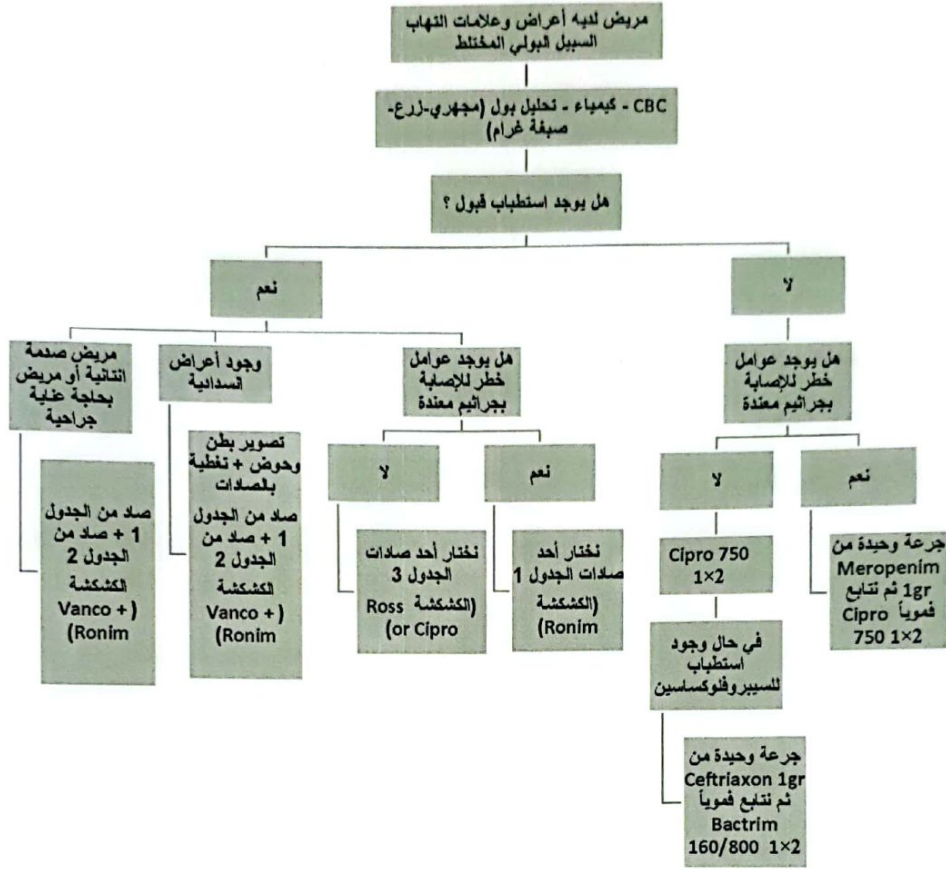 مريض لديه أعراض وعلامات التهاب
السبيل البولي المختلط
CBC - كيمياء - تحليل بول (مجهري-زرع-
صبغة غرام)
هل يوجد استطباب قبول ؟
نعم
لا
مريض صدمة
انتانية أو مريض
بحاجة عناية
جراحية
وجود أعراض
انسدادية
هل يوجد عوامل
خطر للإصابة
بجراثيم معندة
هل يوجد عوامل
خطر للإصابة
بجراثيم معندة
صاد من الجدول
1 + صاد من
الجدول 2
الكشكشة
(Vanco +
Ronim)
تصوير بطن
وحوض + تغطية
بالصادات
صاد من الجدول
1 + صاد من
الجدول 2
الكشكشة
(Vanco +
Ronim)
لا
نعم
لا
نعم
نختار أحد صادات
الجدول 3
(الكشكشة Ross
or Cipro)
نختار أحد
صادات الجدول 1
(الكشكشة
Ronim)
Cipro 750
1×2
جرعة وحيدة من
Meropenim
1gr ثم نتابع
فموياً Cipro
750 1×2
في حال وجود
استطباب
للسيبروفلوكساسين
جرعة وحيدة من
Ceftriaxon 1gr
ثم نتابع فموياً
Bactrim
160/800 1×2